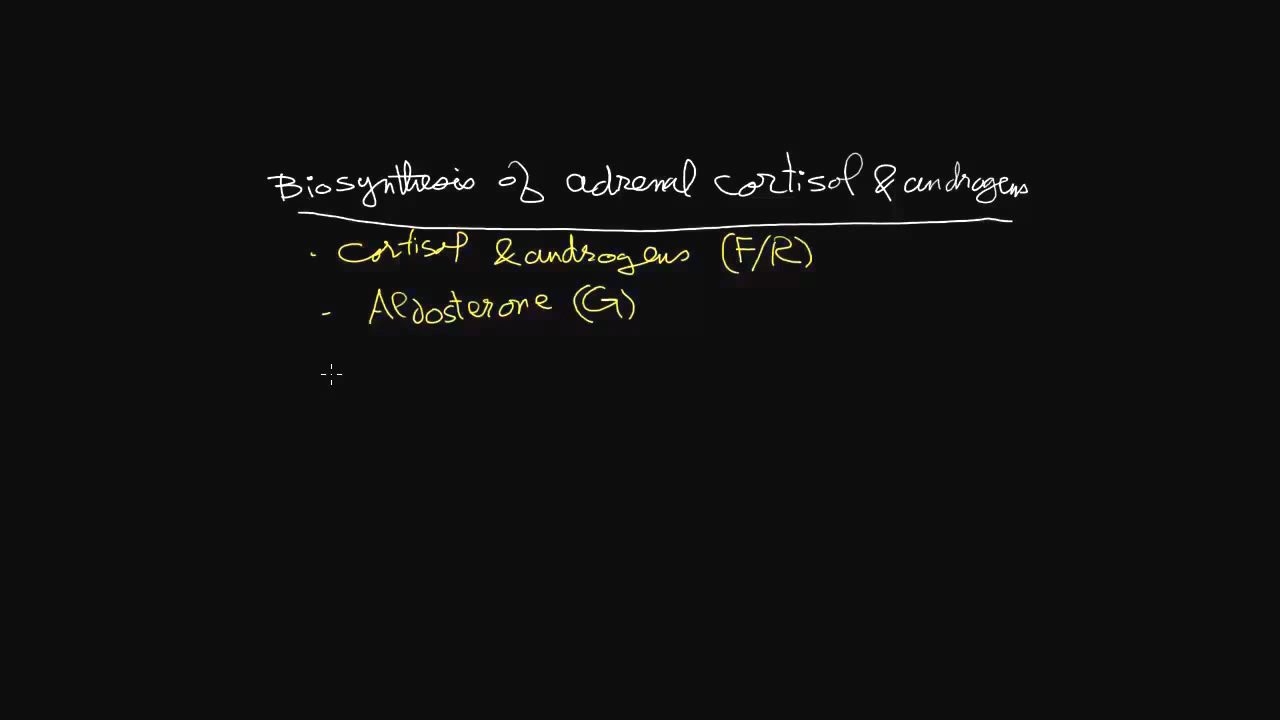 Biosynthesis of adrenal cortisol & androgens
. Cortisol & androgens (F/R)
- Aldosterone (G)